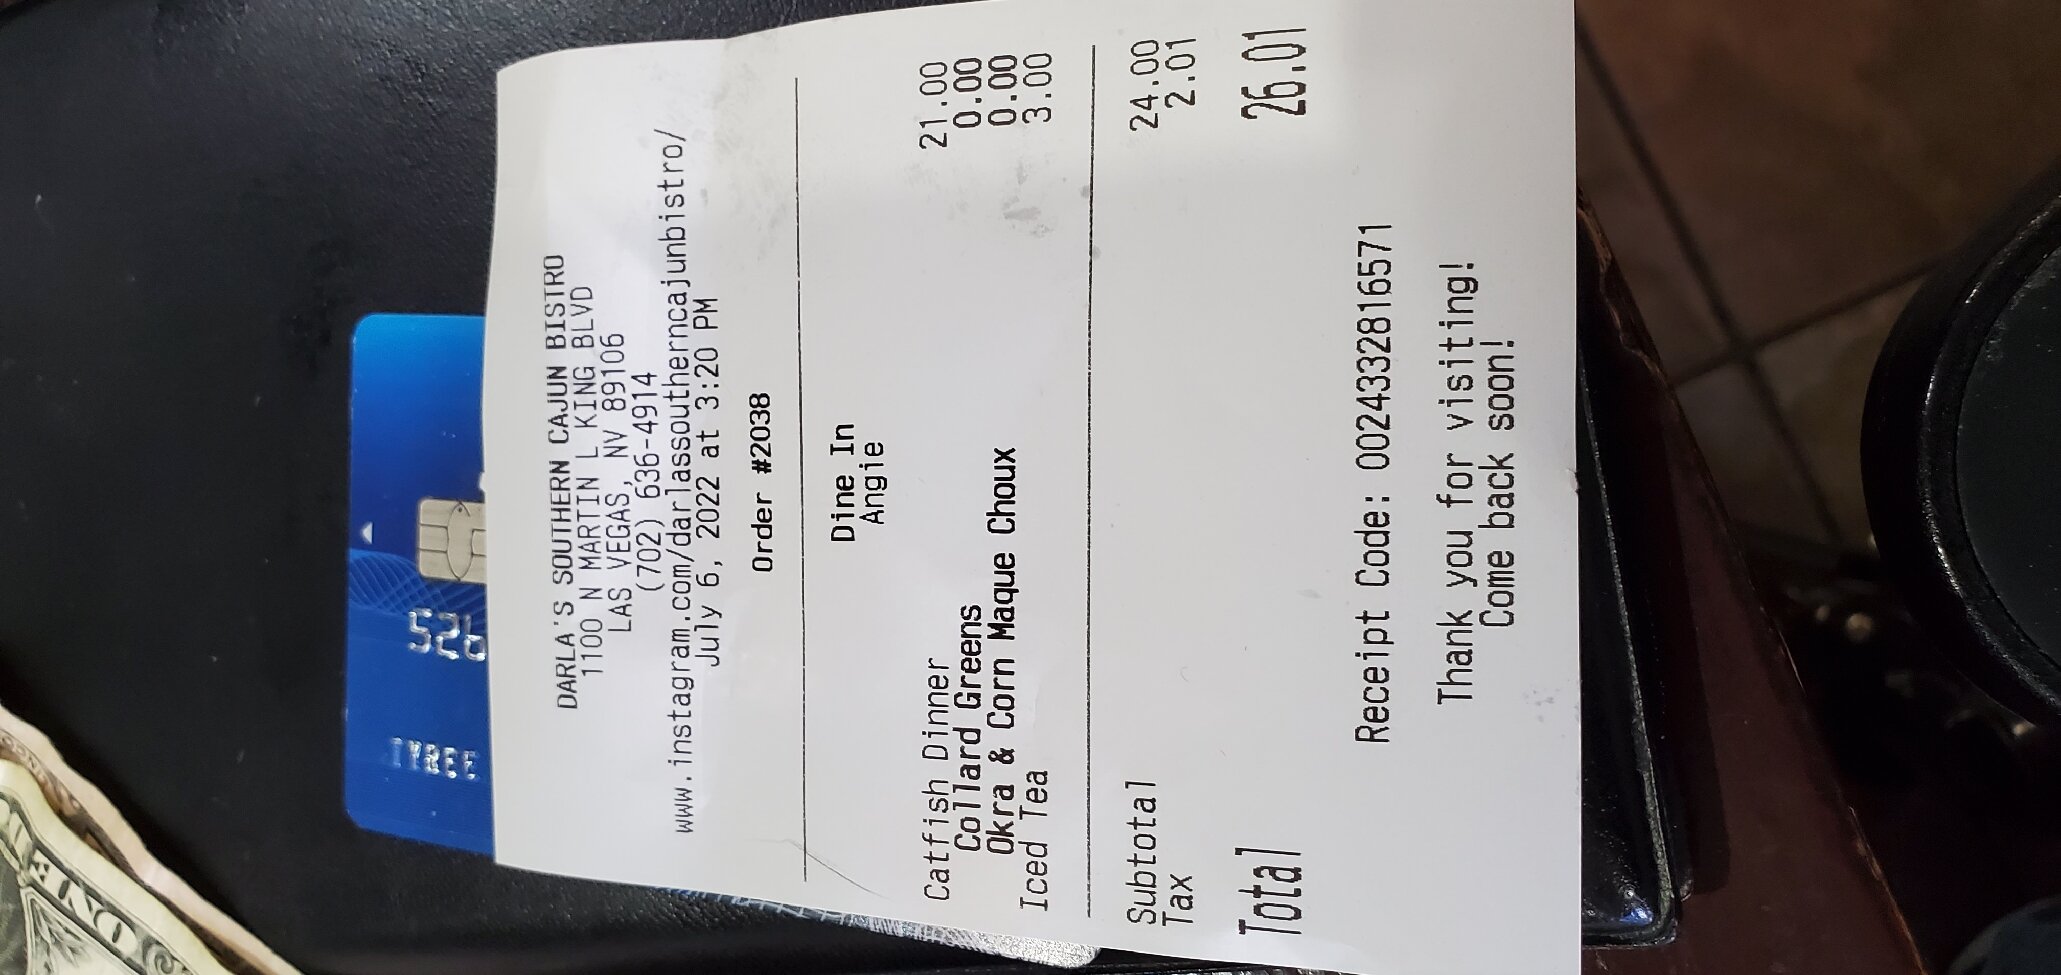 DARLA'S SOUTHERN CAJUN BISTRO
1100 N MARTIN L KING BLVD
LAS VEGAS, NV 89106
(702) 636-4914
www.instagram.com/darlassoutherncajunbistro/
July 6, 2022 at 3:20 PM
Order #2038
Dine In
Angie
Catfish Dinner 21.00
Collard Greens 0.00
Okra & Corn Maque Choux 0.00
Iced Tea 3.00
Subtotal 24.00
Tax 2.01
Total 26.01
Receipt Code: 002433281657​1
Thank you for visiting!
Come back soon!
526
TYREE
ONE